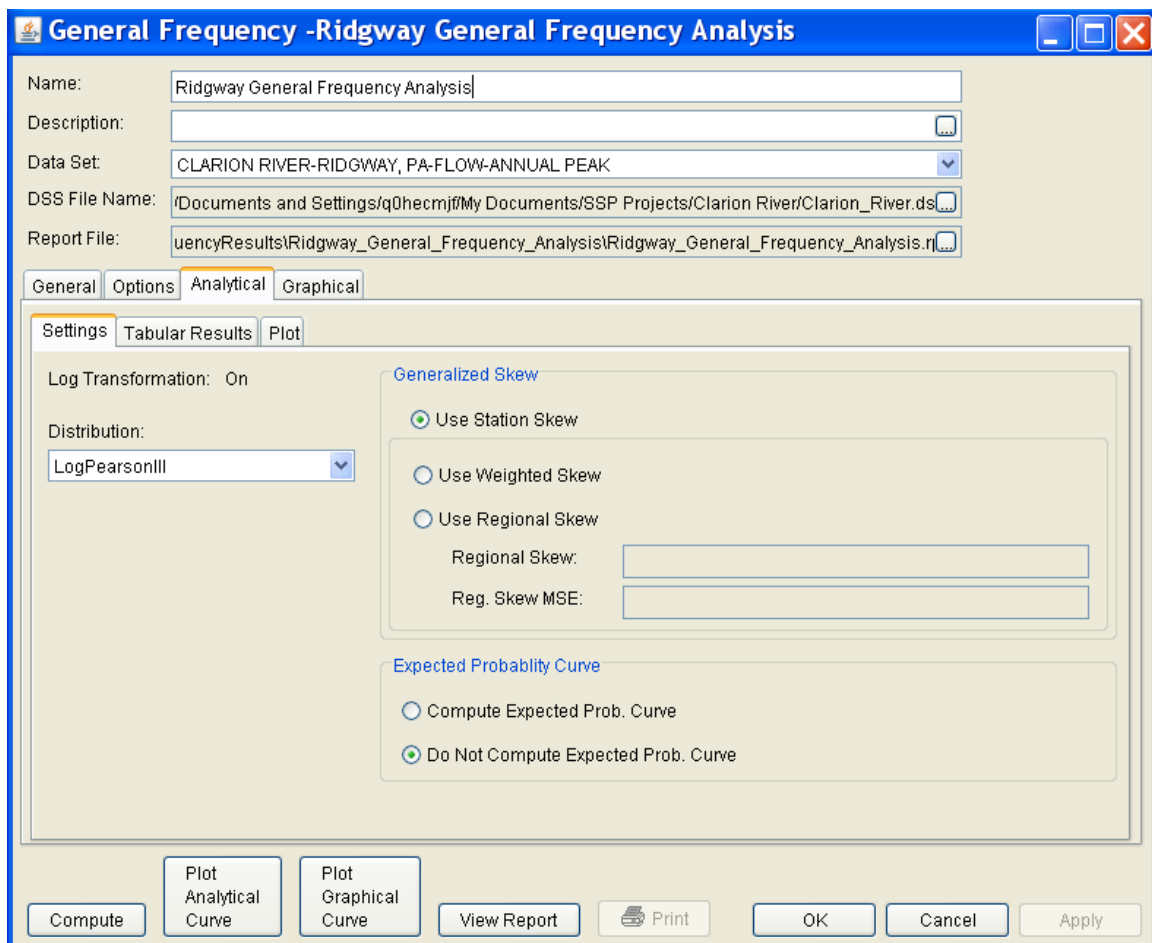 General Frequency -Ridgway General Frequency Analysis
Name: Ridgway General Frequency Analysis
Description: ...
Data Set: CLARION RIVER-RIDGWAY, PA-FLOW-ANNUAL PEAK
DSS File Name: /Documents and Settings/q0hecmjf/My Documents/SSP Projects/Clarion River/Clarion_River.ds ...
Report File: uencyResults\Ridgway_General_Frequency_Analysis\Ridgway_General_Frequency_Analysis.r ...
General Options Analytical Graphical
Settings Tabular Results Plot
Log Transformation: On
Distribution:
LogPearsonIII
Generalized Skew
Use Station Skew
Use Weighted Skew
Use Regional Skew
Regional Skew:
Reg. Skew MSE:
Expected Probablity Curve
Compute Expected Prob. Curve
Do Not Compute Expected Prob. Curve
Compute
Plot
Analytical
Curve
Plot
Graphical
Curve
View Report
Print
OK
Cancel
Apply